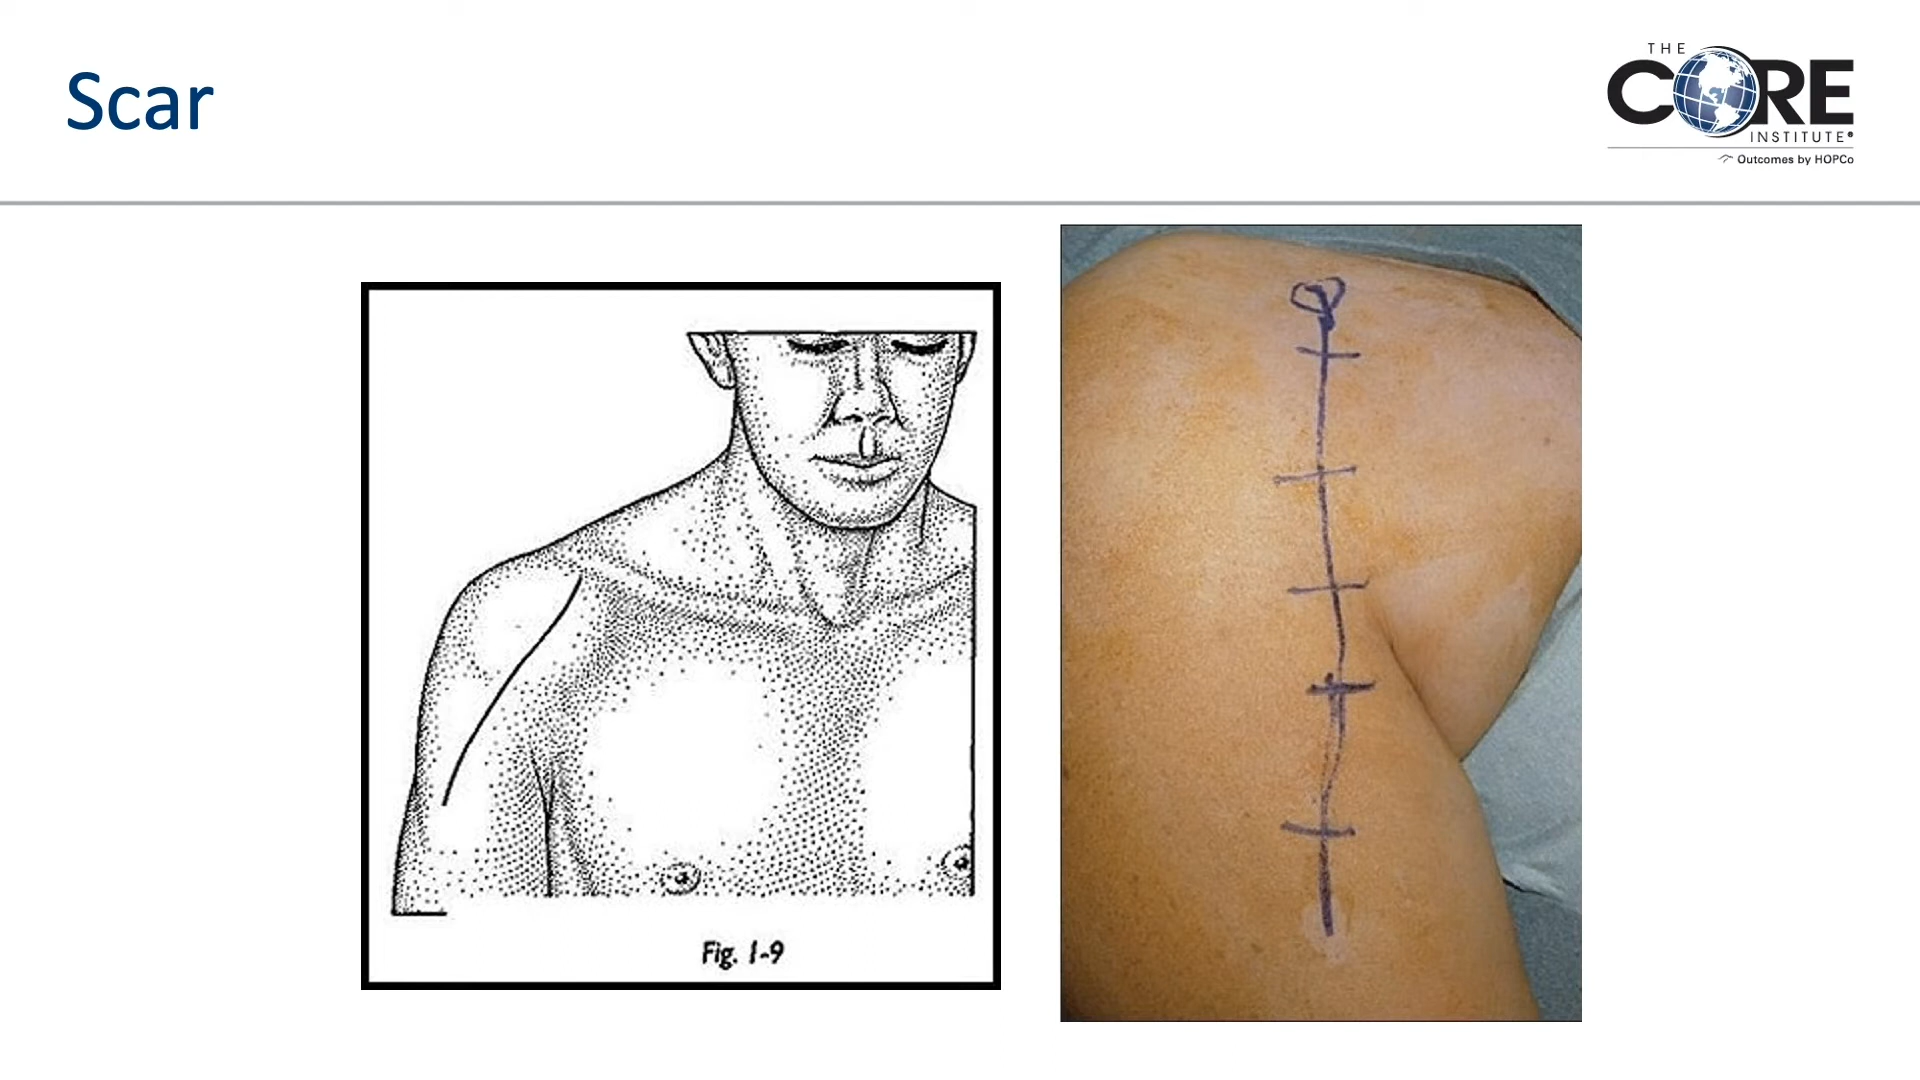 Scar
THE
CORE
INSTITUTE®
Outcomes by HOPCo
Fig. 1-9